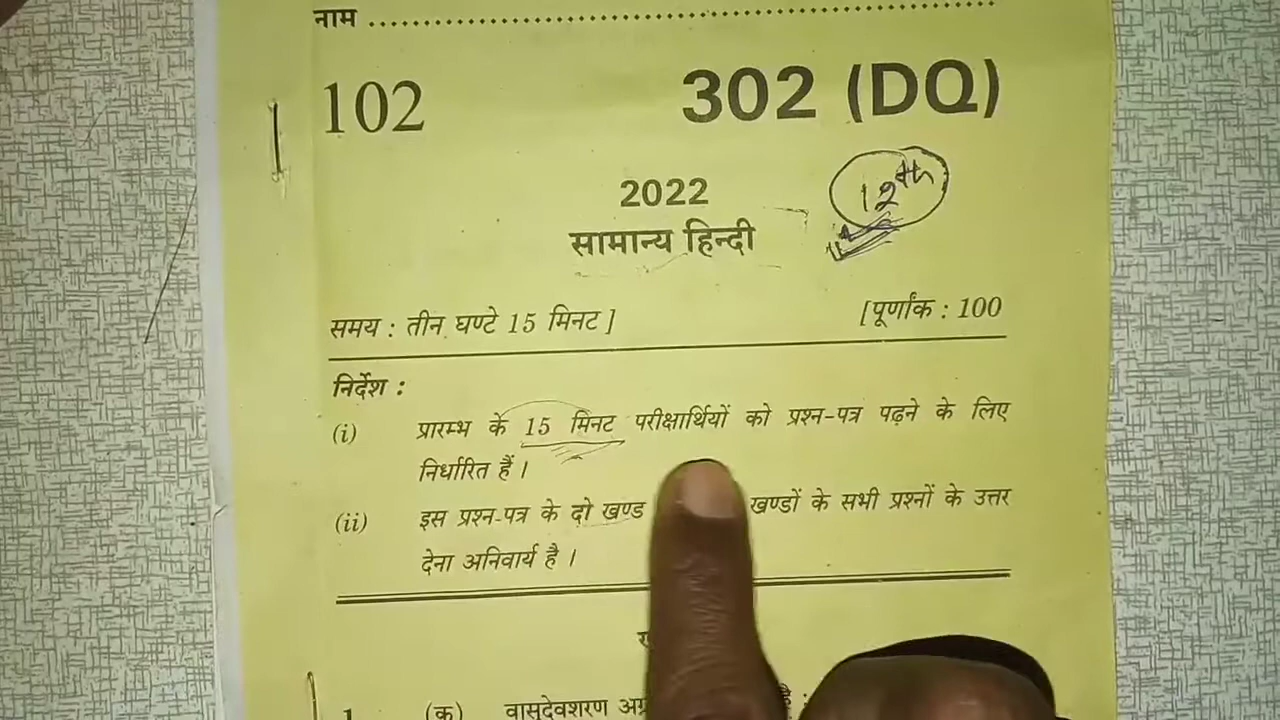 नाम ........................................................
102 302 (DQ)
2022
12th
सामान्य हिन्दी
समय : तीन घण्टे 15 मिनट ] [ पूर्णांक : 100
निर्देश :
(i) प्रारम्भ के 15 मिनट परीक्षार्थियों को प्रश्न-पत्र पढ़ने के लिए
निर्धारित हैं ।
(ii) इस प्रश्न-पत्र के दो खण्ड खण्डों के सभी प्रश्नों के उत्तर
देना अनिवार्य है ।
1 (क) वासुदेवशरण :